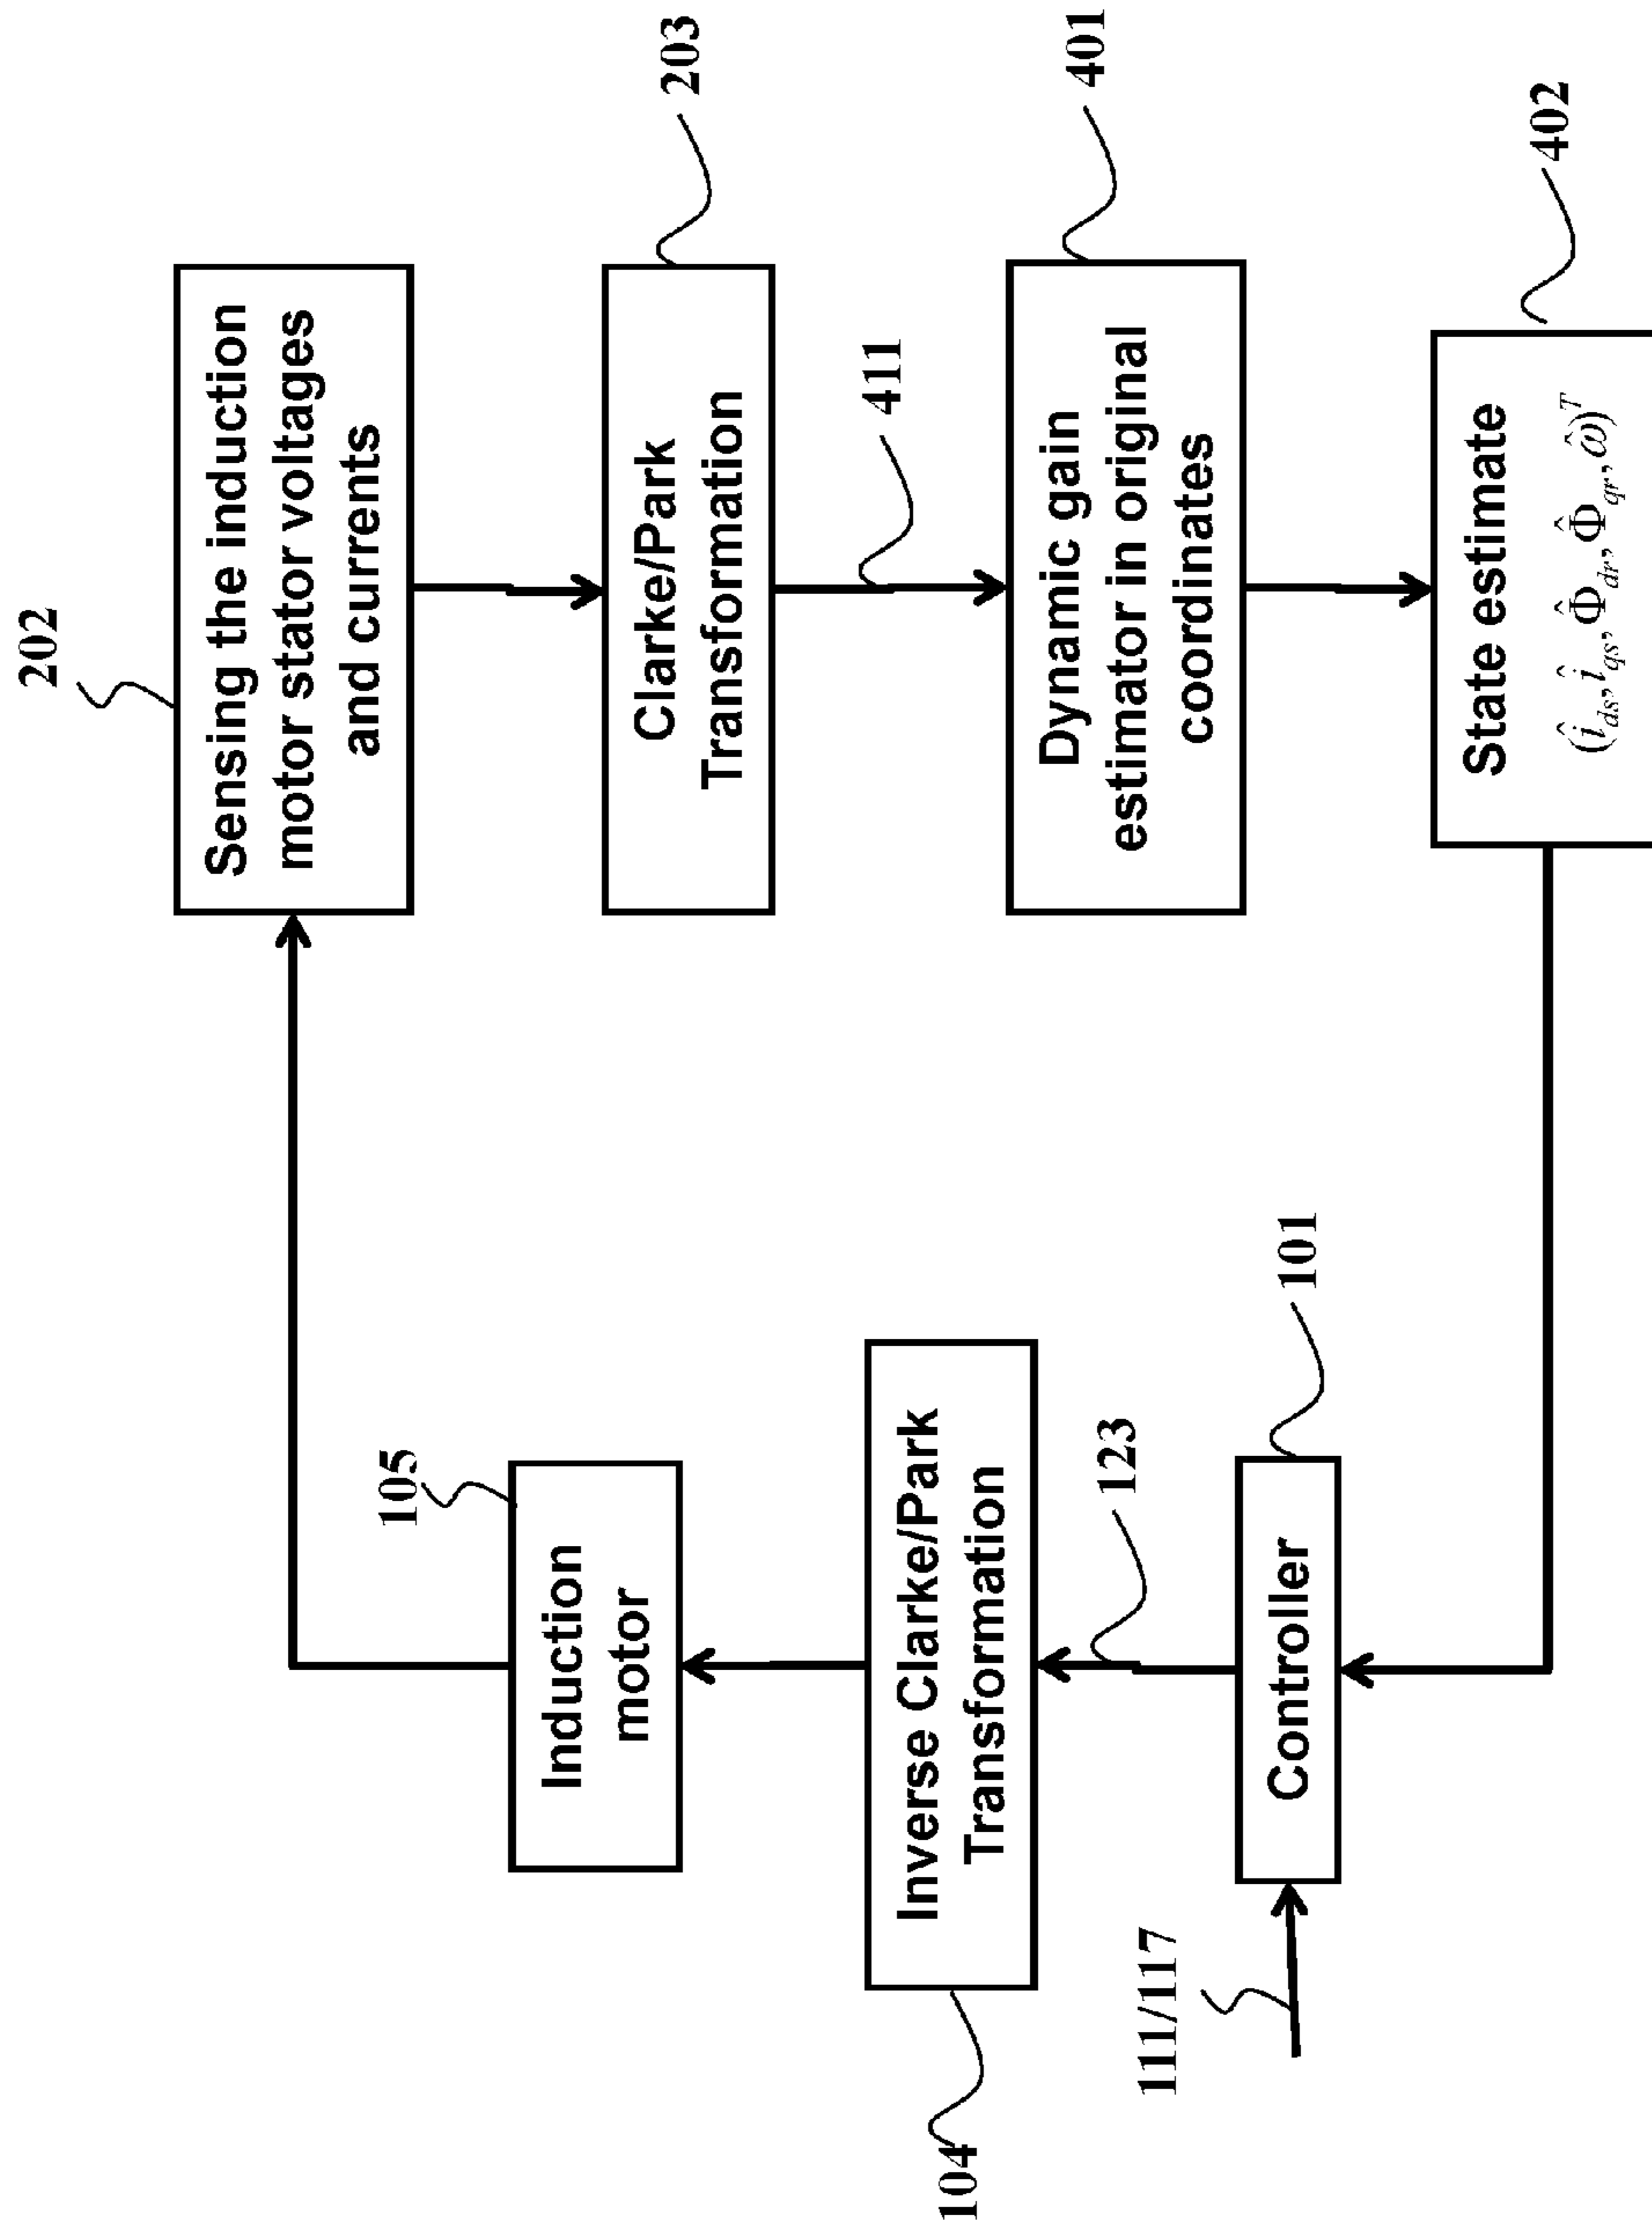 202
Sensing the induction
motor stator voltages
and currents
203
Clarke/Park
Transformation
411
401
Dynamic gain
estimator in original
coordinates
402
State estimate
(î_ds, î_qs, Φ̂_dr, Φ̂_qr, ω̂)^T
105
Induction
motor
104
Inverse Clarke/Park
Transformation
123
101
Controller
111/117